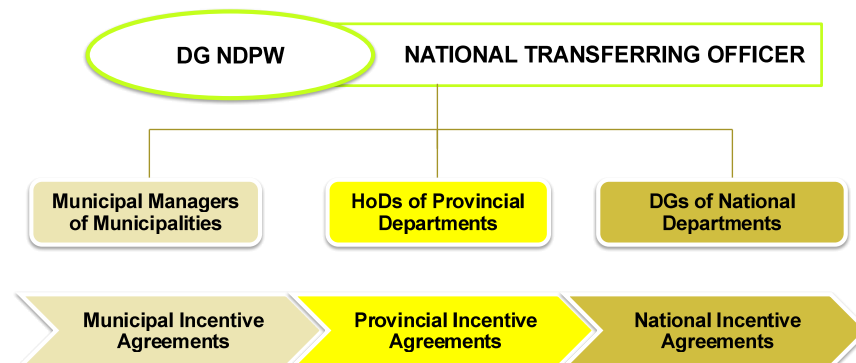 DG NDPW
NATIONAL TRANSFERRING OFFICER
Municipal Managers
of Municipalities
HoDs of Provincial
Departments
DGs of National
Departments
Municipal Incentive
Agreements
Provincial Incentive
Agreements
National Incentive
Agreements